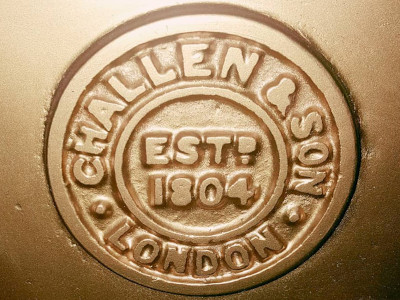 CHALLEN & SON
ESTD.
1804
LONDON